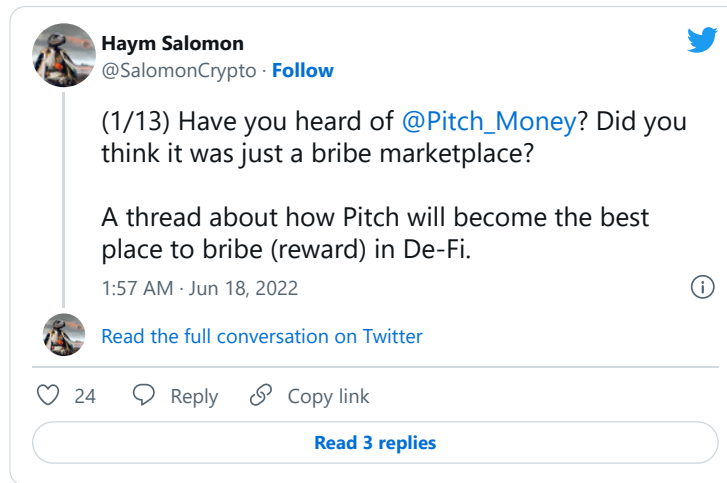 Haym Salomon
@SalomonCrypto · Follow
(1/13) Have you heard of @Pitch_Money? Did you
think it was just a bribe marketplace?
A thread about how Pitch will become the best
place to bribe (reward) in De-Fi.
1:57 AM · Jun 18, 2022
Read the full conversation on Twitter
24 Reply Copy link
Read 3 replies